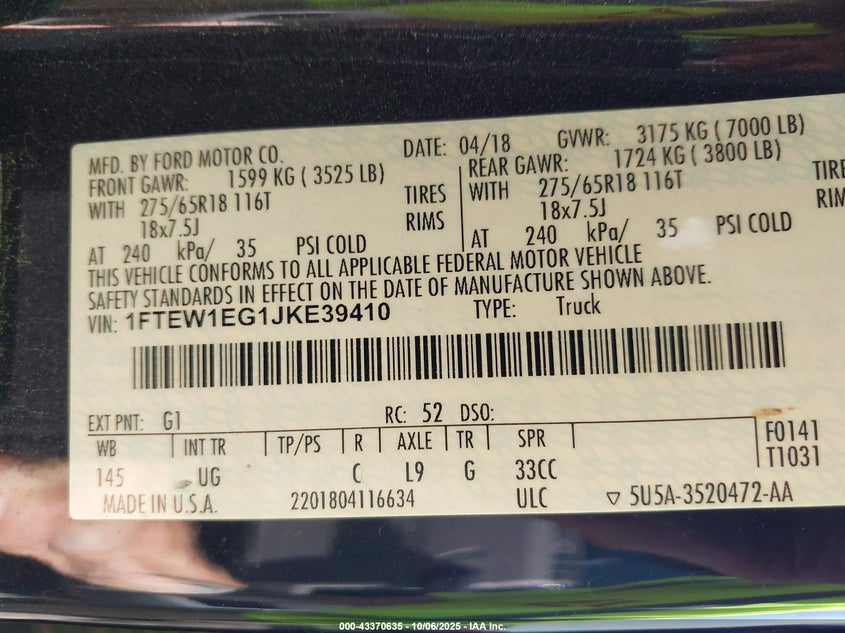 MFD. BY FORD MOTOR CO.
DATE: 04/18 GVWR: 3175 KG ( 7000 LB)
FRONT GAWR: 1599 KG ( 3525 LB)
REAR GAWR: 1724 KG ( 3800 LB)
WITH 275/65R18 116T TIRES
WITH 275/65R18 116T TIRE
18x7.5J RIMS
18x7.5J RIM
AT 240 kPa/ 35 PSI COLD
AT 240 kPa/ 35 PSI COLD
THIS VEHICLE CONFORMS TO ALL APPLICABLE FEDERAL MOTOR VEHICLE
SAFETY STANDARDS IN EFFECT ON THE DATE OF MANUFACTURE SHOWN ABOVE.
VIN: 1FTEW1EG1JKE39410 TYPE: Truck
EXT PNT: G1 RC: 52 DSO:
WB INT TR TP/PS R AXLE TR SPR F0141
145 UG C L9 G 33CC T1031
MADE IN U.S.A. 2201804116634 ULC ▽ 5U5A-3520472-AA
000-43370635 - 10/06/2025 - IAA Inc.